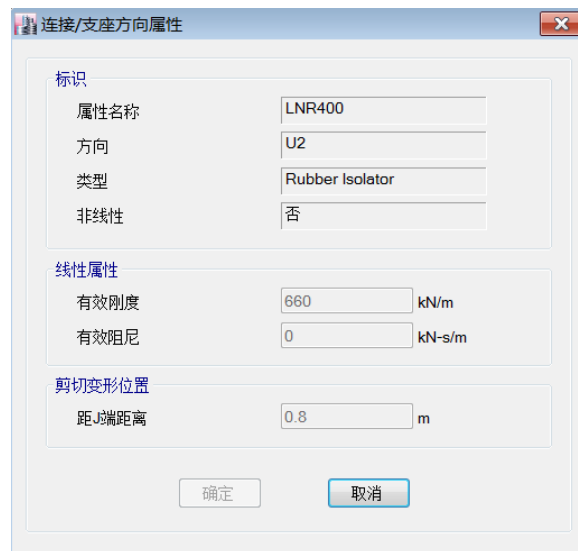 连接/支座方向属性
标识
属性名称 LNR400
方向 U2
类型 Rubber Isolator
非线性 否
线性属性
有效刚度 660 kN/m
有效阻尼 0 kN-s/m
剪切变形位置
距J端距离 0.8 m
确定 取消